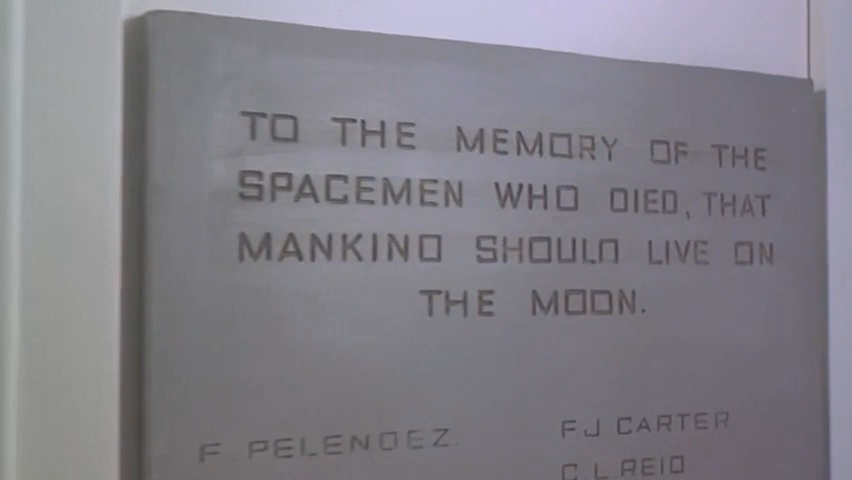 TO THE MEMORY OF THE
SPACEMEN WHO DIED, THAT
MANKIND SHOULD LIVE ON
THE MOON.
F. PELENDEZ.
FJ CARTER
C.L.REID